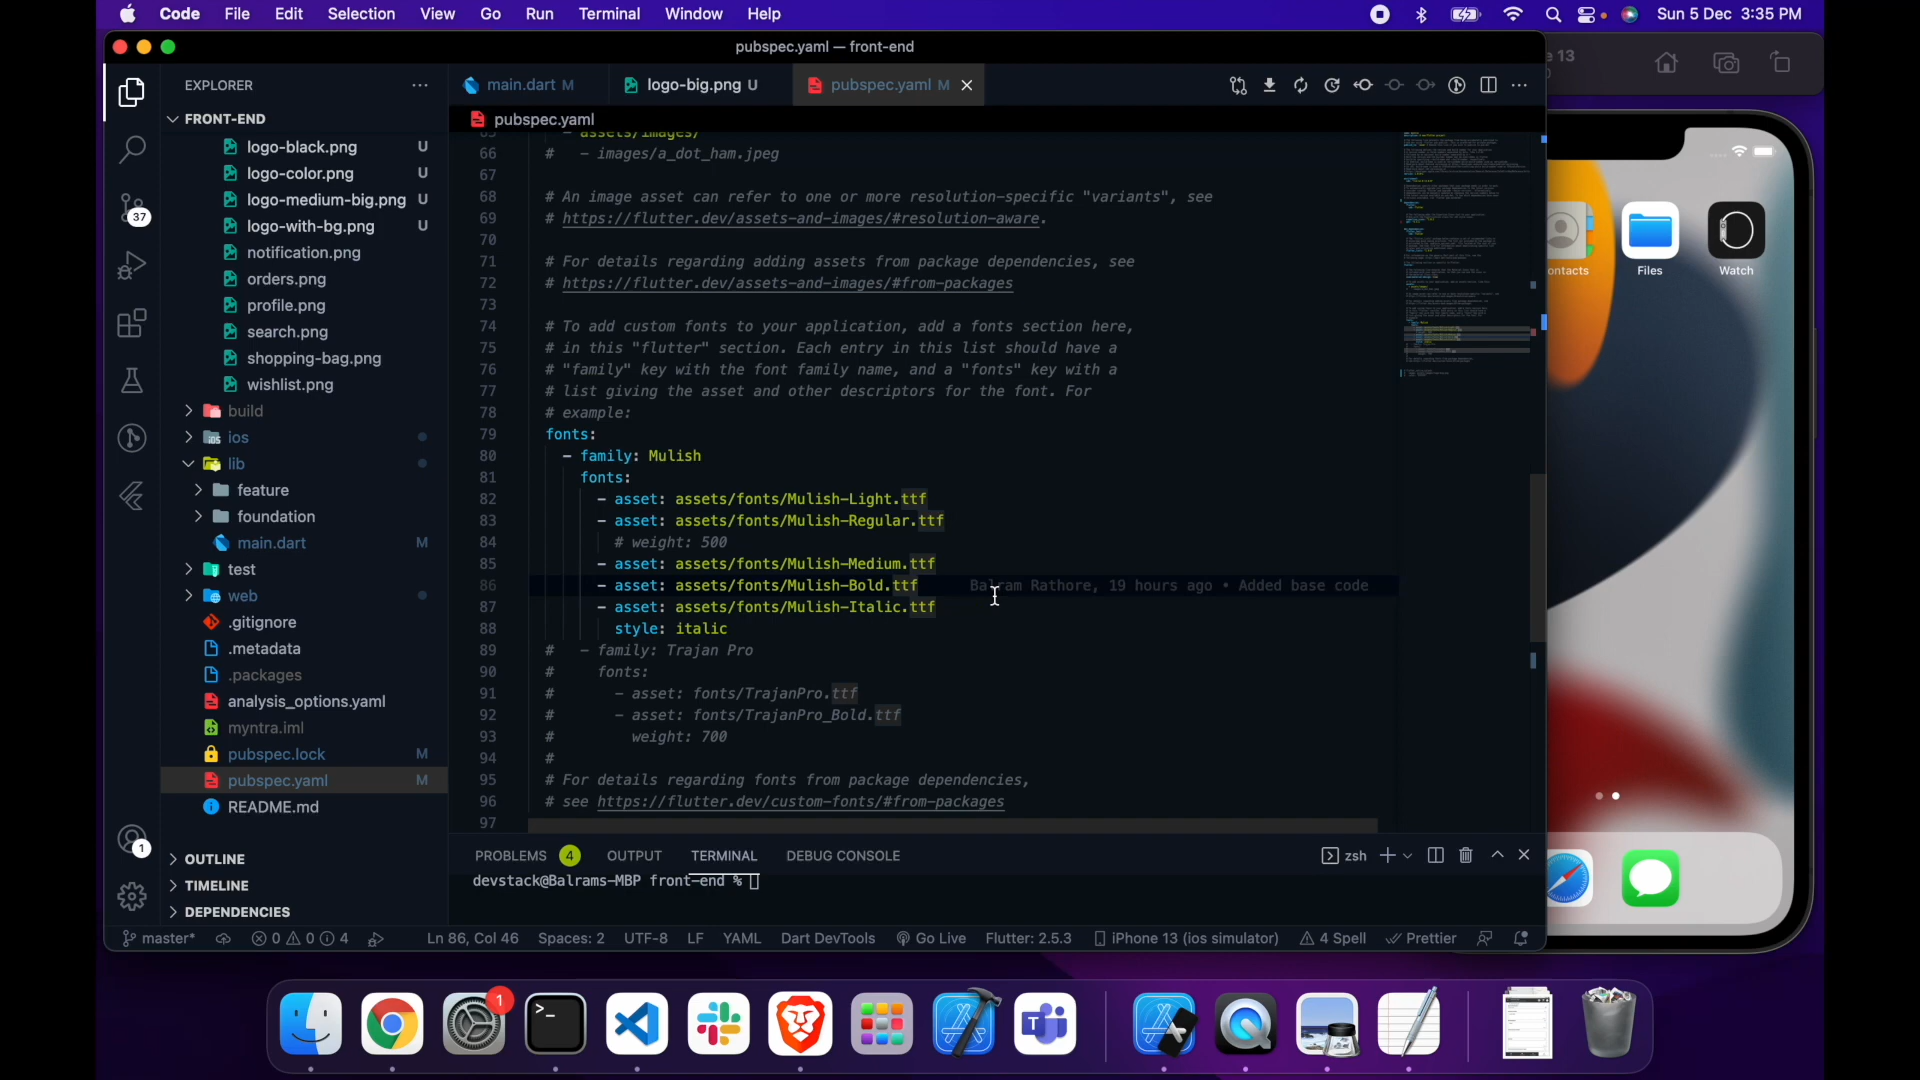 Code File Edit Selection View Go Run Terminal Window Help
Sun 5 Dec 3:35 PM
pubspec.yaml — front-end
e 13
EXPLORER
main.dart M
logo-big.png U
pubspec.yaml M
FRONT-END
pubspec.yaml
logo-black.png U
logo-color.png U
logo-medium-big.png U
logo-with-bg.png U
notification.png
orders.png
profile.png
search.png
shopping-bag.png
wishlist.png
build
ios
lib
feature
foundation
main.dart M
test
web
.gitignore
.metadata
.packages
analysis_options.yaml
myntra.iml
pubspec.lock M
pubspec.yaml M
README.md
OUTLINE
TIMELINE
DEPENDENCIES
37
1
65 - assets/images/
66 # - images/a_dot_ham.jpeg
67
68 # An image asset can refer to one or more resolution-specific "variants", see
69 # https://flutter.dev/assets-and-images/#resolution-aware.
70
71 # For details regarding adding assets from package dependencies, see
72 # https://flutter.dev/assets-and-images/#from-packages
73
74 # To add custom fonts to your application, add a fonts section here,
75 # in this "flutter" section. Each entry in this list should have a
76 # "family" key with the font family name, and a "fonts" key with a
77 # list giving the asset and other descriptors for the font. For
78 # example:
79 fonts:
80 - family: Mulish
81 fonts:
82 - asset: assets/fonts/Mulish-Light.ttf
83 - asset: assets/fonts/Mulish-Regular.ttf
84 # weight: 500
85 - asset: assets/fonts/Mulish-Medium.ttf
86 - asset: assets/fonts/Mulish-Bold.ttf Balram Rathore, 19 hours ago • Added base code
87 - asset: assets/fonts/Mulish-Italic.ttf
88 style: italic
89 # - family: Trajan Pro
90 # fonts:
91 # - asset: fonts/TrajanPro.ttf
92 # - asset: fonts/TrajanPro_Bold.ttf
93 # weight: 700
94 #
95 # For details regarding fonts from package dependencies,
96 # see https://flutter.dev/custom-fonts/#from-packages
97
PROBLEMS 4 OUTPUT TERMINAL DEBUG CONSOLE
zsh
devstack@Balrams-MBP front-end %
master* 0 0 4 Ln 86, Col 46 Spaces: 2 UTF-8 LF YAML Dart DevTools Go Live Flutter: 2.5.3 iPhone 13 (ios simulator) 4 Spell Prettier
ontacts Files Watch
1
T